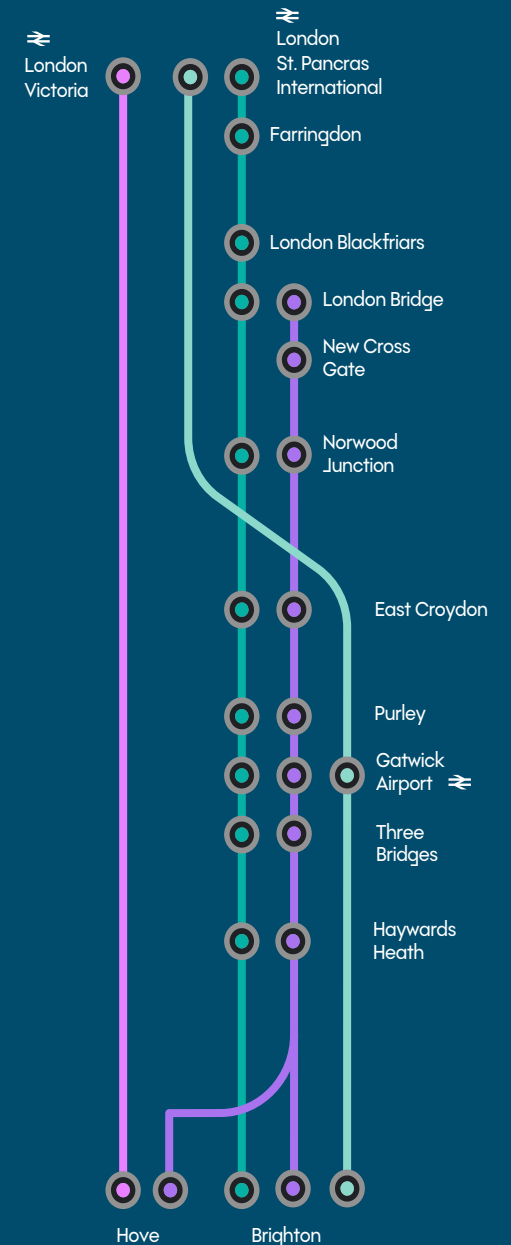 London
Victoria
London
St. Pancras
International
Farringdon
London Blackfriars
London Bridge
New Cross
Gate
Norwood
Junction
East Croydon
Purley
Gatwick
Airport
Three
Bridges
Haywards
Heath
Hove
Brighton